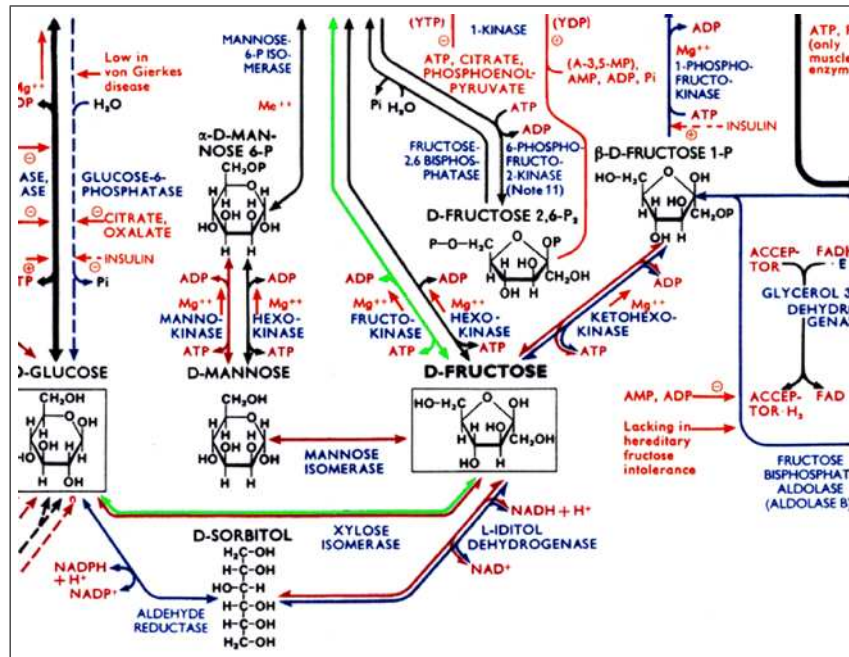 (YTP)
1-KINASE
(YDP)
ADP
ATP, P
(only
muscle
enzym
MANNOSE-
6-P ISO-
MERASE
Low in
von Gierkes
disease
Mg++
H₂O
ATP, CITRATE,
PHOSPHOENOL-
PYRUVATE
(A-3,5-MP),
AMP, ADP, Pi
Mg++
1-PHOSPHO-
FRUCTO-
KINASE
Me++
Pi
H₂O
ATP
ADP
ATP
INSULIN
α-D-MAN-
NOSE 6-P
GLUCOSE-6-
PHOSPHATASE
FRUCTOSE-
2,6 BISPHOS-
PHATASE
6-PHOSPHO-
FRUCTO-
2-KINASE
(Note 11)
β-D-FRUCTOSE 1-P
CH₂OP
HO-H₂C
OH
CH₂OP
CITRATE,
OXALATE
D-FRUCTOSE 2,6-P₂
P-O-H₂C
O P
CH₂OH
INSULIN
Pi
ADP
Mg++
MANNO-
KINASE
ATP
ADP
Mg++
HEXO-
KINASE
ATP
ADP
Mg++
FRUCTO-
KINASE
ATP
ADP
Mg++
HEXO-
KINASE
ATP
ADP
Mg++
KETOHEXO-
KINASE
ATP
ACCEP-
TOR
FADH
E
GLYCEROL 3
DEHYDRO
GENAS
D-GLUCOSE
D-MANNOSE
D-FRUCTOSE
CH₂OH
CH₂OH
HO-H₂C
OH
CH₂OH
AMP, ADP
ACCEP-
TOR·H₂
FAD
Lacking in
hereditary
fructose
intolerance
MANNOSE
ISOMERASE
FRUCTOSE
BISPHOSPHAT
ALDOLASE
(ALDOLASE B)
XYLOSE
ISOMERASE
NADH + H⁺
L-IDITOL
DEHYDROGENASE
NAD⁺
D-SORBITOL
H₂C-OH
H-C-OH
HO-C-H
H-C-OH
H-C-OH
H₂C-OH
NADPH
+ H⁺
NADP⁺
ALDEHYDE
REDUCTASE